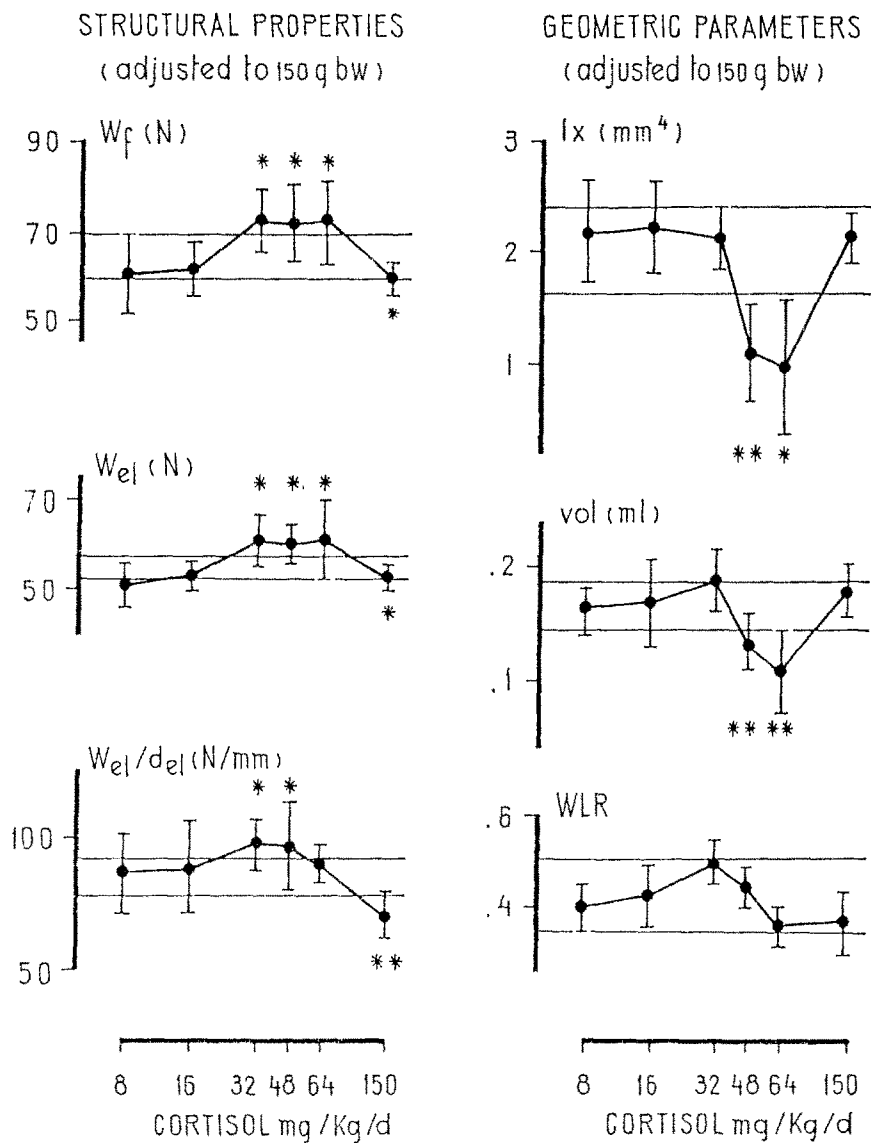 STRUCTURAL PROPERTIES
(adjusted to 150 g bw)
Wf (N)
90
70
50
* * *
*
Wel (N)
70
50
* * *
*
Wel/del (N/mm)
100
50
* *
**
8 16 32 48 64 150
CORTISOL mg/Kg/d
GEOMETRIC PARAMETERS
(adjusted to 150 g bw)
Ix (mm⁴)
3
2
1
** *
vol (ml)
.2
.1
** **
WLR
.6
.4
8 16 32 48 64 150
CORTISOL mg/Kg/d